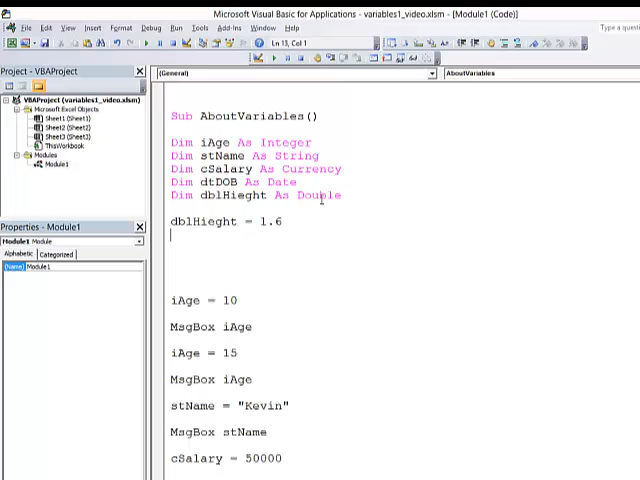 Microsoft Visual Basic for Applications - variables1_video.xlsm - [Module1 (Code)]
File Edit View Insert Format Debug Run Tools Add-Ins Window Help
Type a question
Ln 13, Col 1
Project - VBAProject
(General)
AboutVariables
VBAProject (variables1_video.xlsm)
Microsoft Excel Objects
Sheet1 (Sheet1)
Sheet2 (Sheet2)
Sheet3 (Sheet3)
ThisWorkbook
Modules
Module1
Properties - Module1
Module1 Module
Alphabetic Categorized
(Name) Module1
Sub AboutVariables()
Dim iAge As Integer
Dim stName As String
Dim cSalary As Currency
Dim dtDOB As Date
Dim dblHieght As Double
dblHieght = 1.6
iAge = 10
MsgBox iAge
iAge = 15
MsgBox iAge
stName = "Kevin"
MsgBox stName
cSalary = 50000